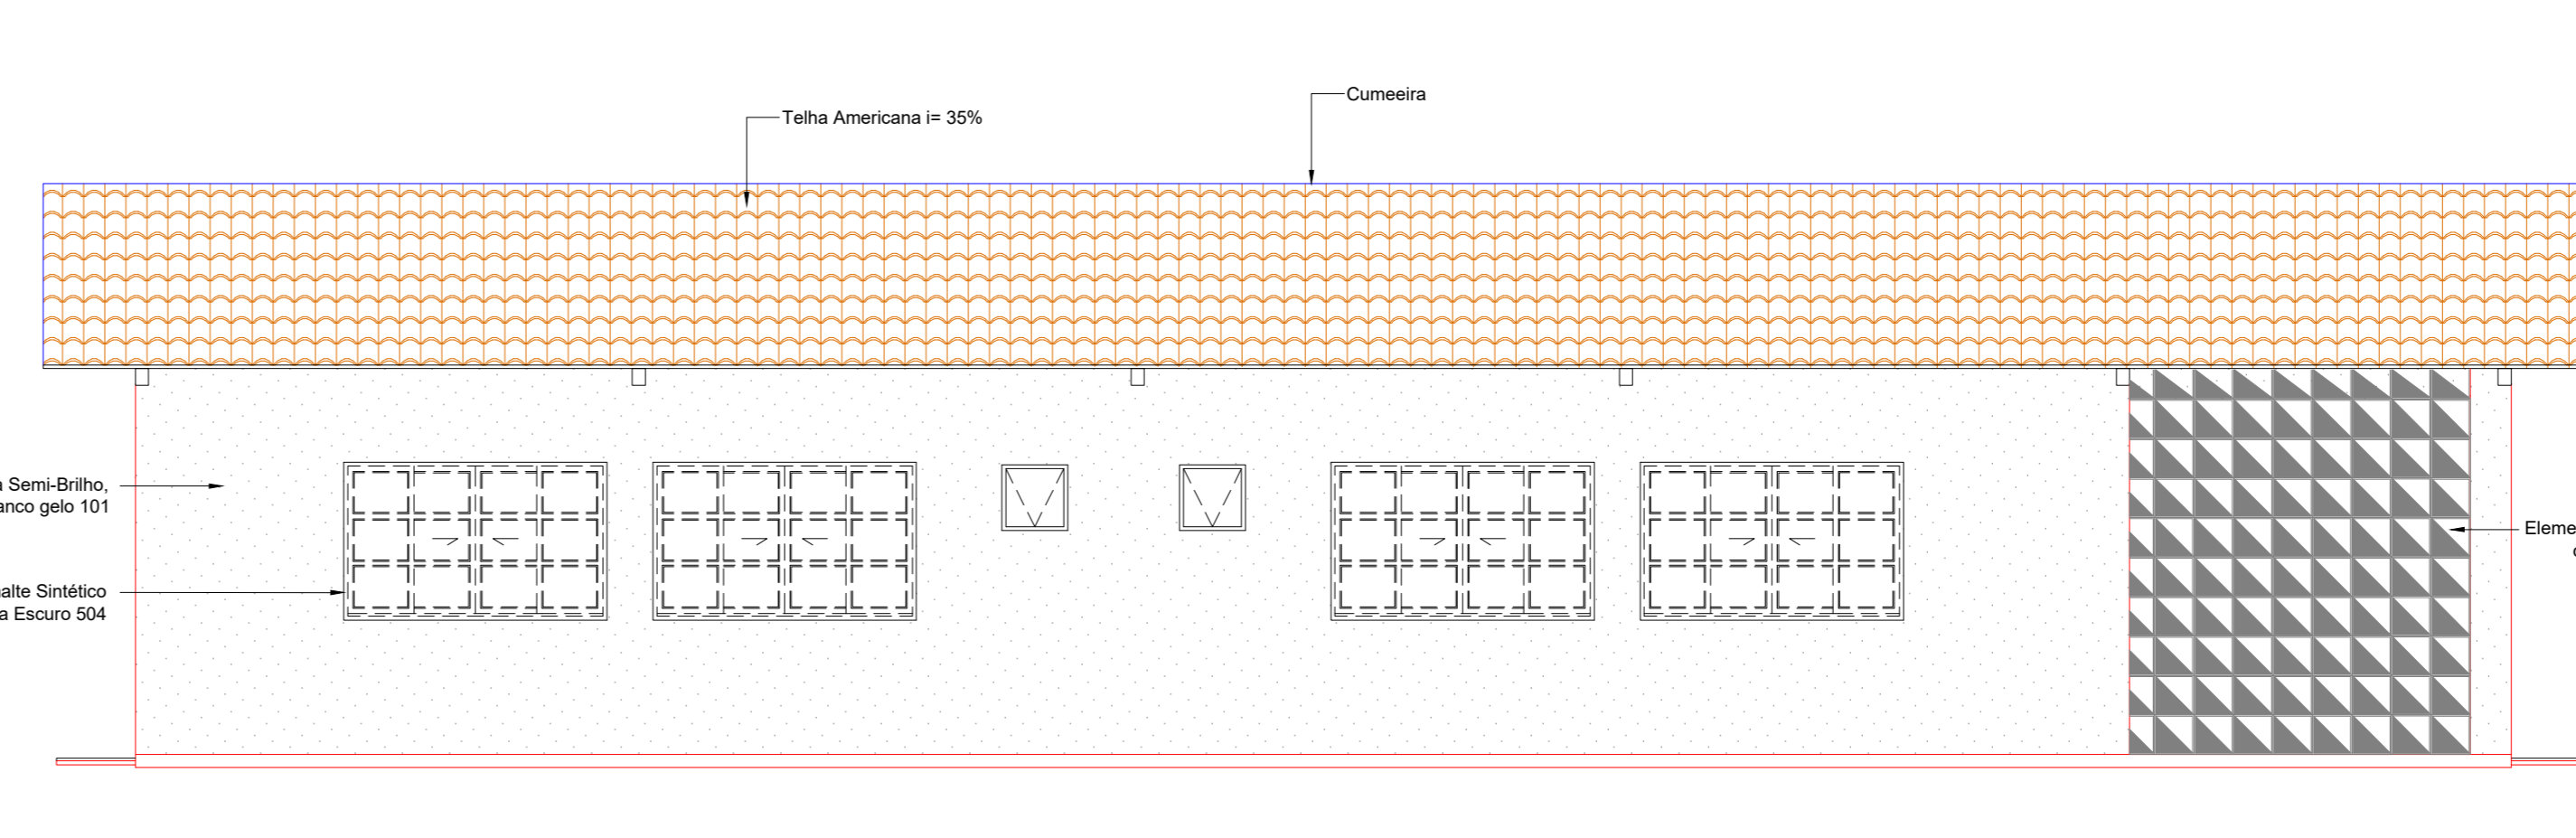 Cumeeira
Telha Americana i= 35%
a Semi-Brilho,
anco gelo 101
alte Sintético
a Escuro 504
Eleme